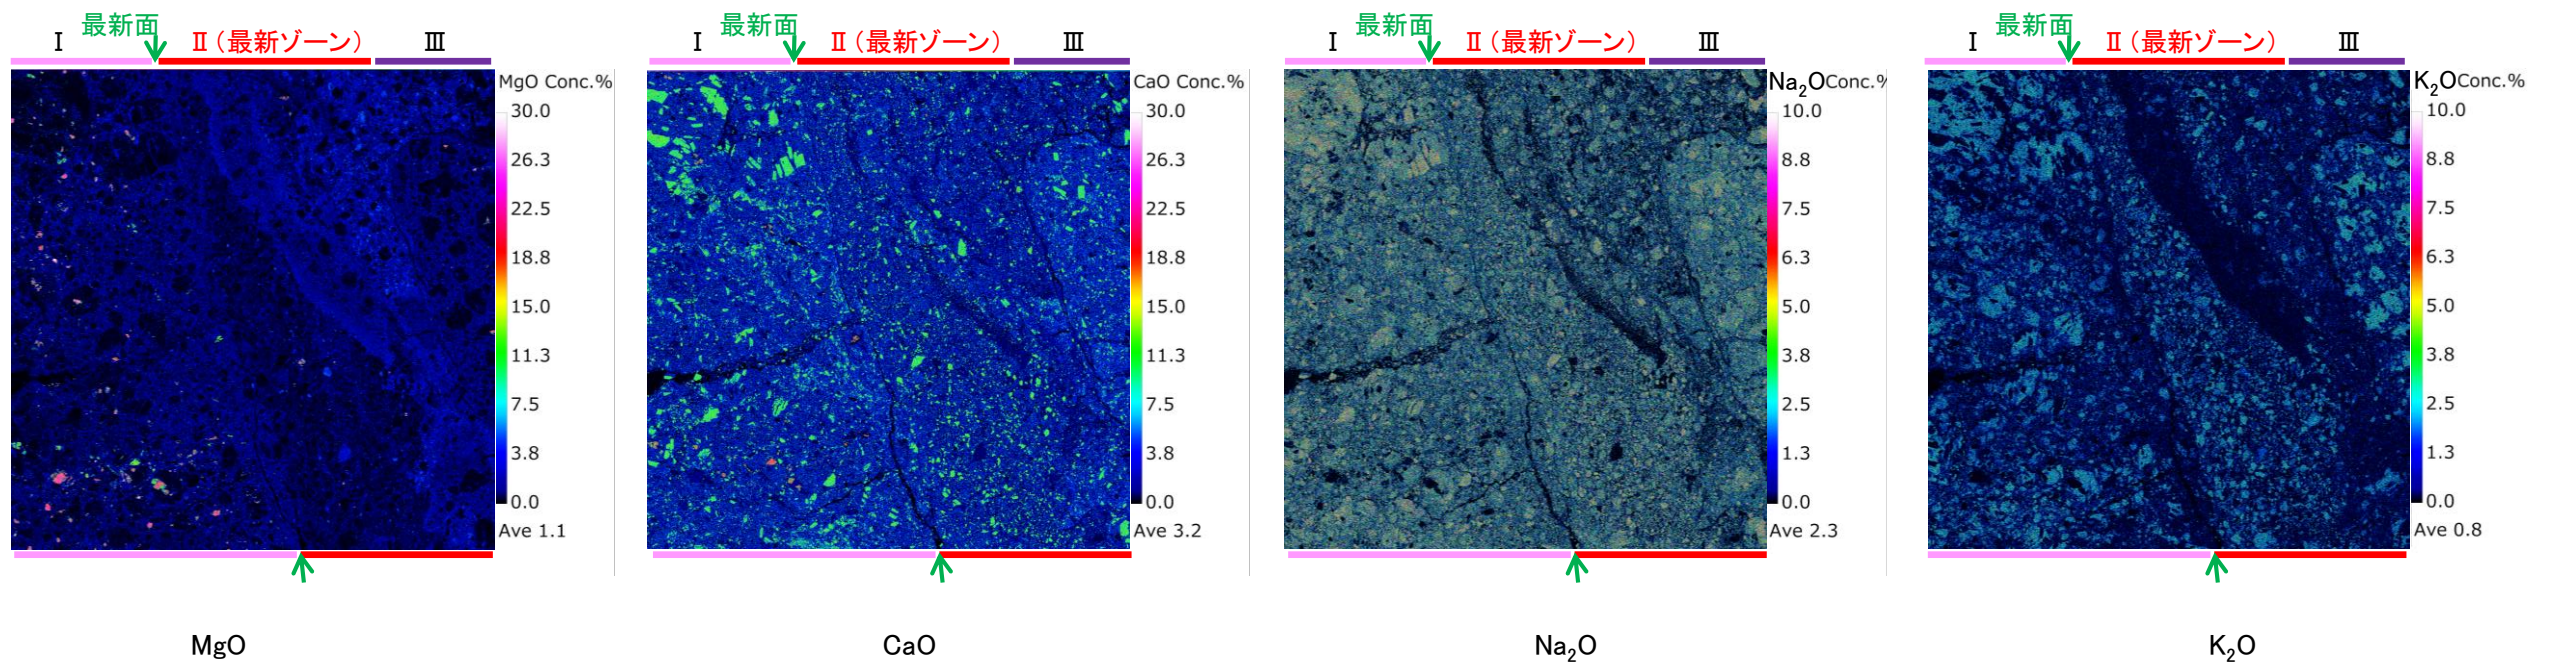 最新面
Ⅰ Ⅱ（最新ゾーン） Ⅲ
MgO Conc.%
30.0
26.3
22.5
18.8
15.0
11.3
7.5
3.8
0.0
Ave 1.1
MgO
最新面
Ⅰ Ⅱ（最新ゾーン） Ⅲ
CaO Conc.%
30.0
26.3
22.5
18.8
15.0
11.3
7.5
3.8
0.0
Ave 3.2
CaO
最新面
Ⅰ Ⅱ（最新ゾーン） Ⅲ
Na₂O Conc.%
10.0
8.8
7.5
6.3
5.0
3.8
2.5
1.3
0.0
Ave 2.3
Na₂O
最新面
Ⅰ Ⅱ（最新ゾーン） Ⅲ
K₂O Conc.%
10.0
8.8
7.5
6.3
5.0
3.8
2.5
1.3
0.0
Ave 0.8
K₂O